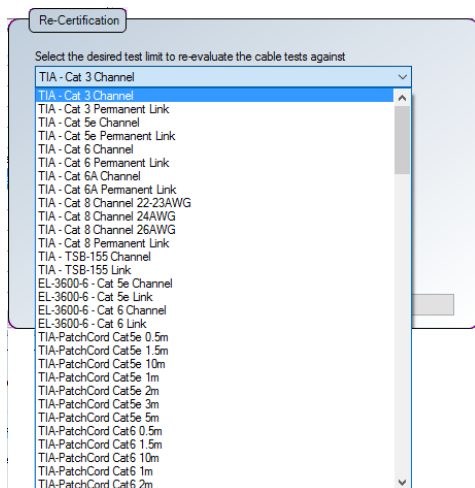 Re-Certification
Select the desired test limit to re-evaluate the cable tests against
TIA - Cat 3 Channel
TIA - Cat 3 Channel
TIA - Cat 3 Permanent Link
TIA - Cat 5e Channel
TIA - Cat 5e Permanent Link
TIA - Cat 6 Channel
TIA - Cat 6 Permanent Link
TIA - Cat 6A Channel
TIA - Cat 6A Permanent Link
TIA - Cat 8 Channel 22-23AWG
TIA - Cat 8 Channel 24AWG
TIA - Cat 8 Channel 26AWG
TIA - Cat 8 Permanent Link
TIA - TSB-155 Channel
TIA - TSB-155 Link
EL-3600-6 - Cat 5e Channel
EL-3600-6 - Cat 5e Link
EL-3600-6 - Cat 6 Channel
EL-3600-6 - Cat 6 Link
TIA-PatchCord Cat5e 0.5m
TIA-PatchCord Cat5e 1.5m
TIA-PatchCord Cat5e 10m
TIA-PatchCord Cat5e 1m
TIA-PatchCord Cat5e 2m
TIA-PatchCord Cat5e 3m
TIA-PatchCord Cat5e 5m
TIA-PatchCord Cat6 0.5m
TIA-PatchCord Cat6 1.5m
TIA-PatchCord Cat6 10m
TIA-PatchCord Cat6 1m
TIA-PatchCord Cat6 2m